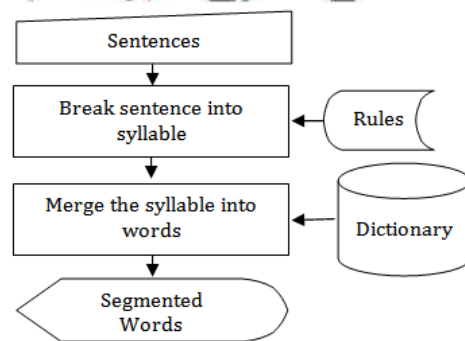 Sentences
Break sentence into
syllable
Rules
Merge the syllable into
words
Dictionary
Segmented
Words